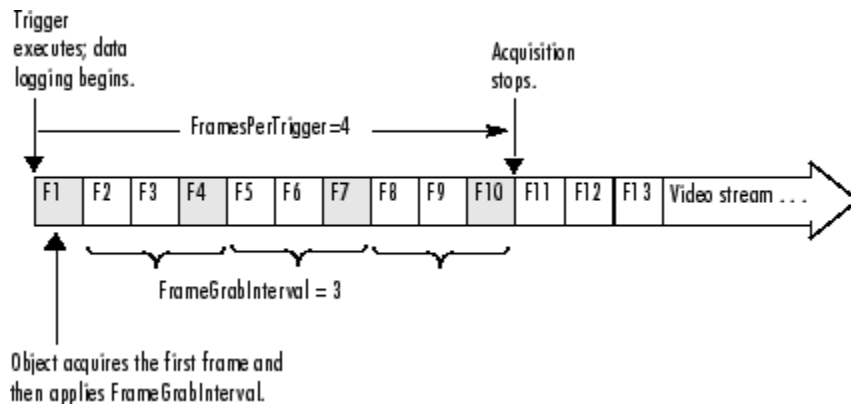 Trigger
executes; data
logging begins.
Acquisition
stops.
FramesPerTrigger=4
F1 F2 F3 F4 F5 F6 F7 F8 F9 F10 F11 F12 F13 Video stream . . .
FrameGrabInterval = 3
Object acquires the first frame and
then applies FrameGrabInterval.